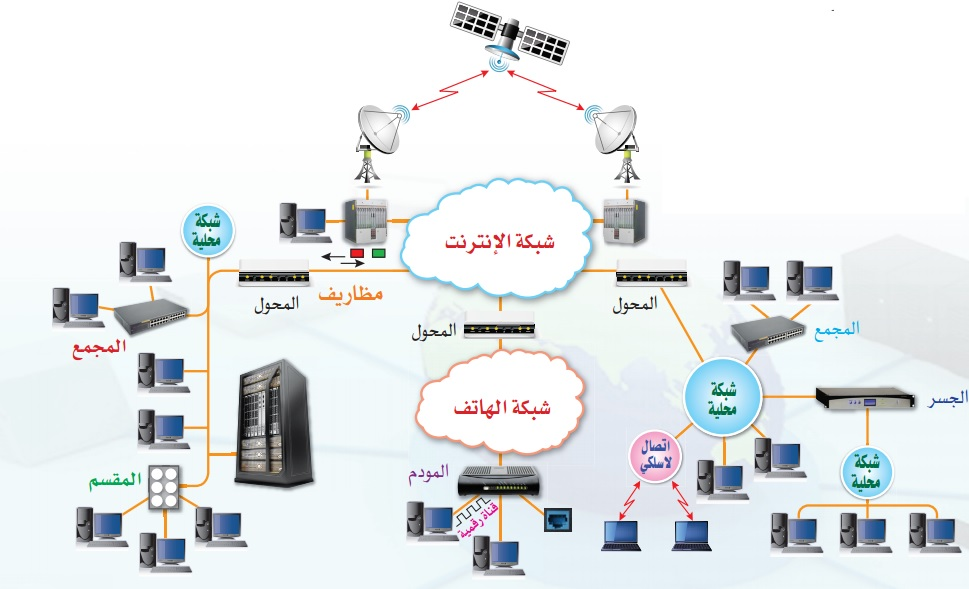 شبكة الإنترنت
شبكة
محلية
مظاريف
المحول
المحول
المحول
المجمع
المجمع
شبكة الهاتف
شبكة
محلية
الجسر
اتصال
لاسلكي
شبكة
محلية
المقسم
المودم
قناة رقمية